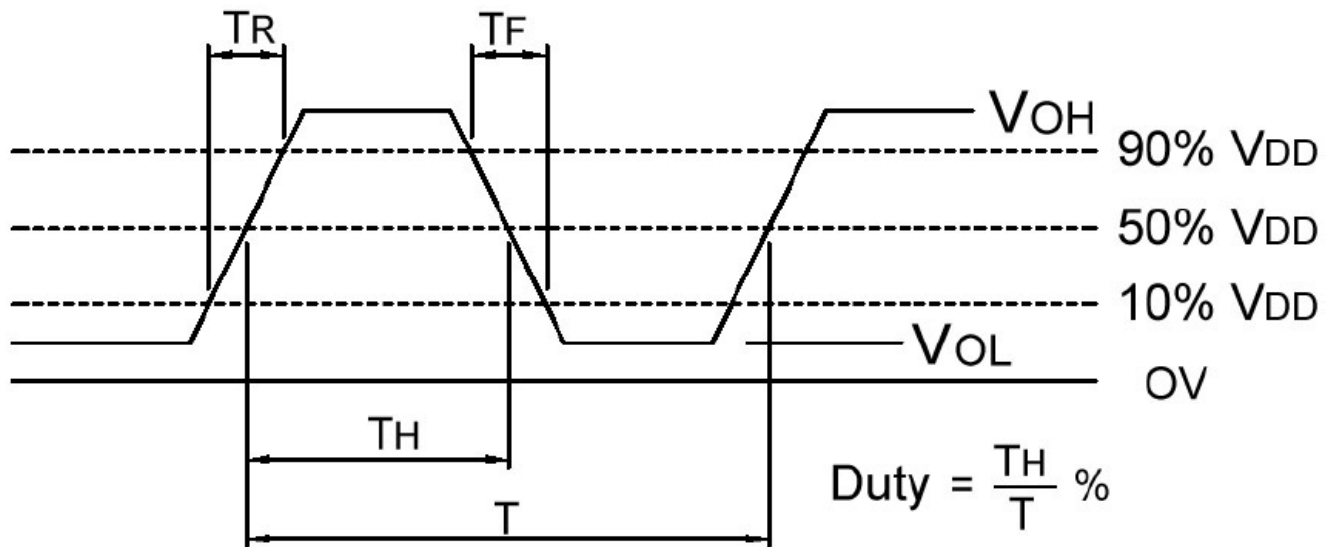 TR
TF
VOH
90% VDD
50% VDD
10% VDD
VOL
OV
TH
Duty = TH/T %
T